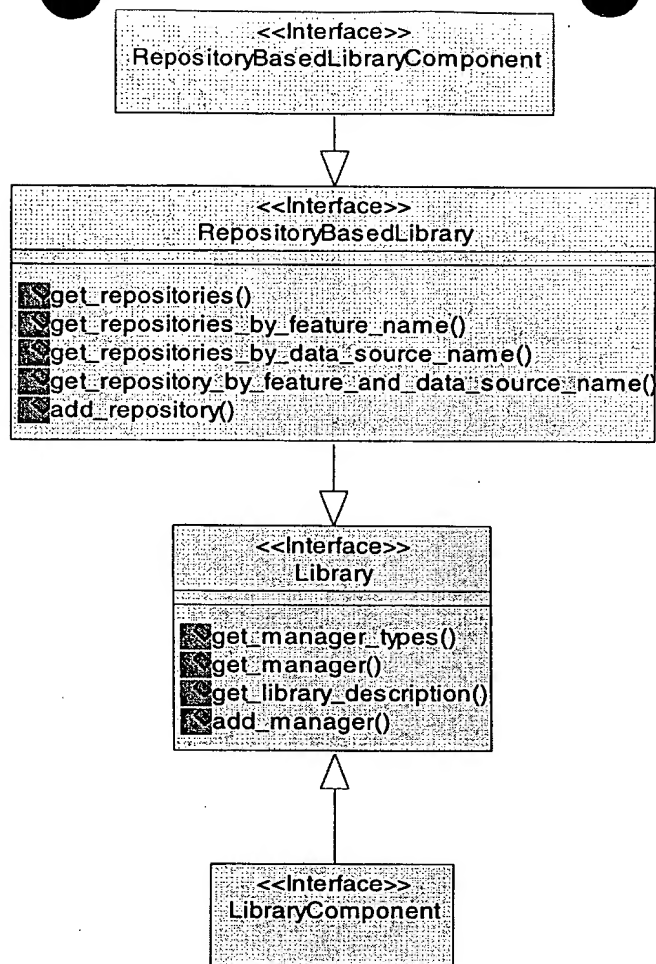 <<Interface>>
RepositoryBasedLibraryComponent
<<Interface>>
RepositoryBasedLibrary
get_repositories()
get_repositories_by_feature_name()
get_repositories_by_data_source_name()
get_repository_by_feature_and_data_source_name()
add_repository()
<<Interface>>
Library
get_manager_types()
get_manager()
get_library_description()
add_manager()
<<Interface>>
LibraryComponent